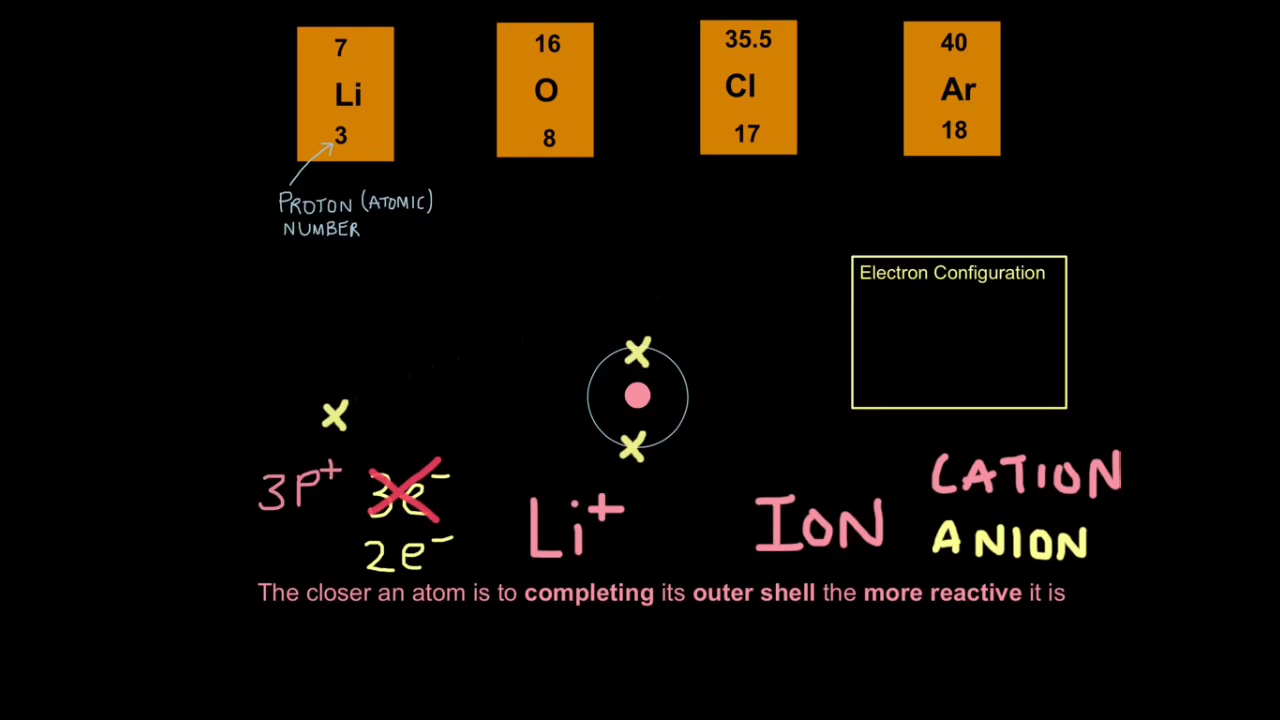 7
Li
3
16
O
8
35.5
Cl
17
40
Ar
18
PROTON (ATOMIC)
NUMBER
Electron Configuration
3P+ 3e-
2e-
Li+
ION
CATION
ANION
The closer an atom is to completing its outer shell the more reactive it is